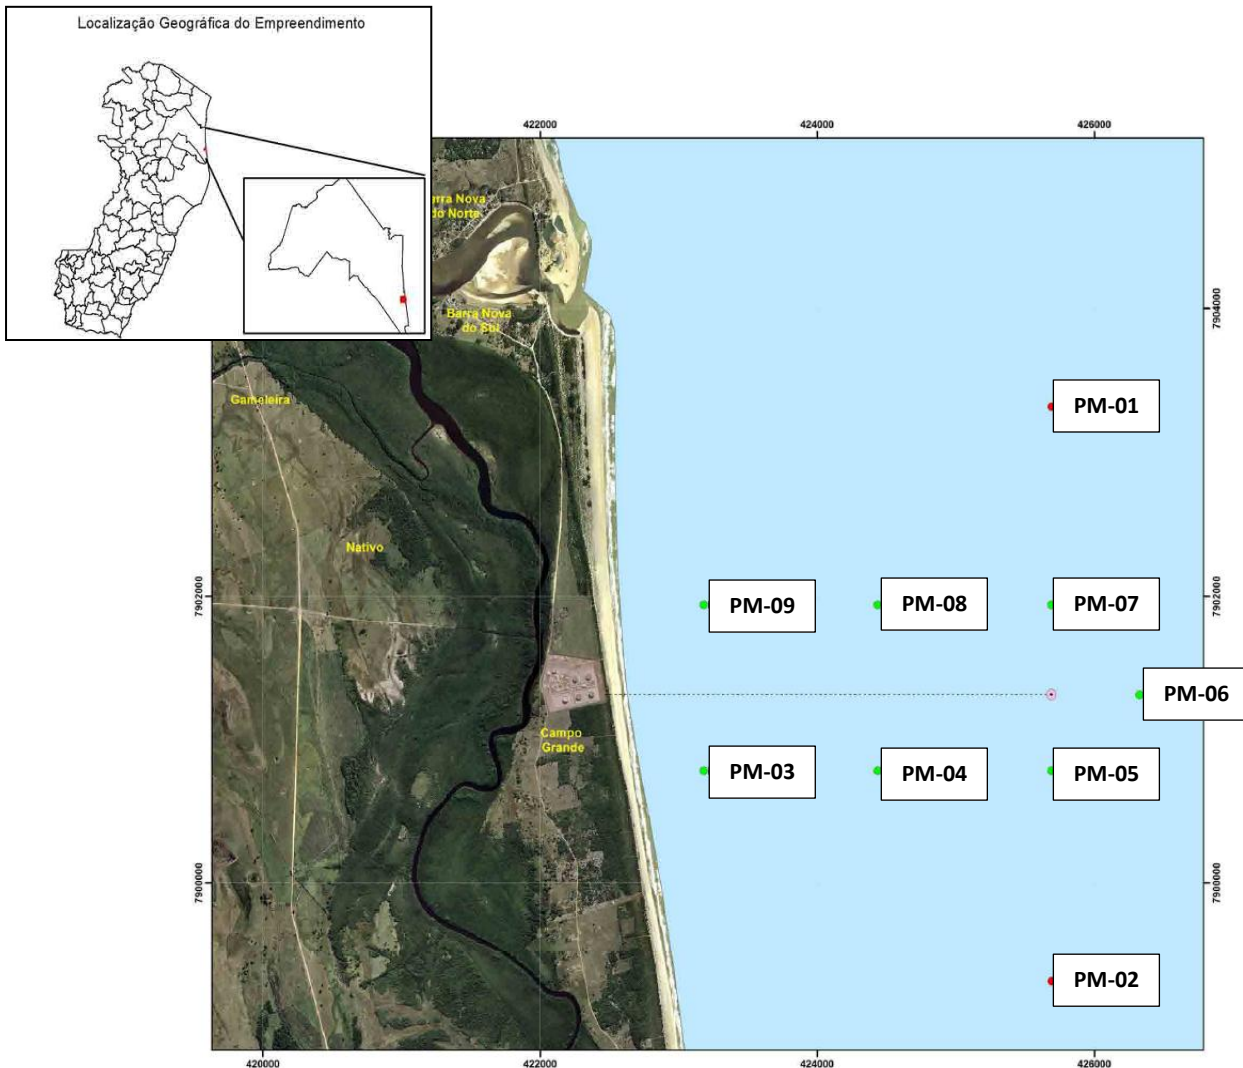 Localização Geográfica do Empreendimento
422000
424000
426000
erra Nova
do Norte
Barra Nova
do Sul
7904000
7904000
Gameleira
PM-01
Nativo
7902000
7902000
PM-09
PM-08
PM-07
PM-06
Campo
Grande
PM-03
PM-04
PM-05
7900000
7900000
PM-02
420000
422000
424000
426000